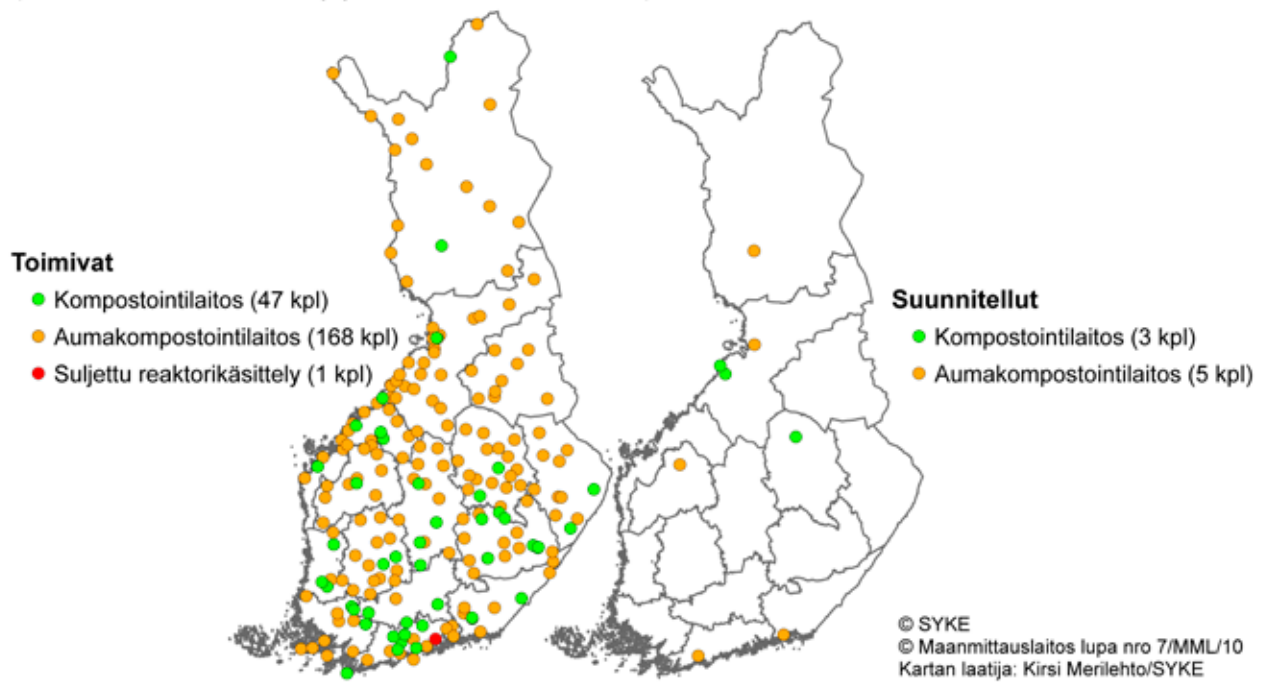 Toimivat
Kompostointilaitos (47 kpl)
Aumakompostointilaitos (168 kpl)
Suljettu reaktorikäsittely (1 kpl)
Suunnitellut
Kompostointilaitos (3 kpl)
Aumakompostointilaitos (5 kpl)
© SYKE
© Maanmittauslaitos lupa nro 7/MML/10
Kartan laatija: Kirsi Merilehto/SYKE